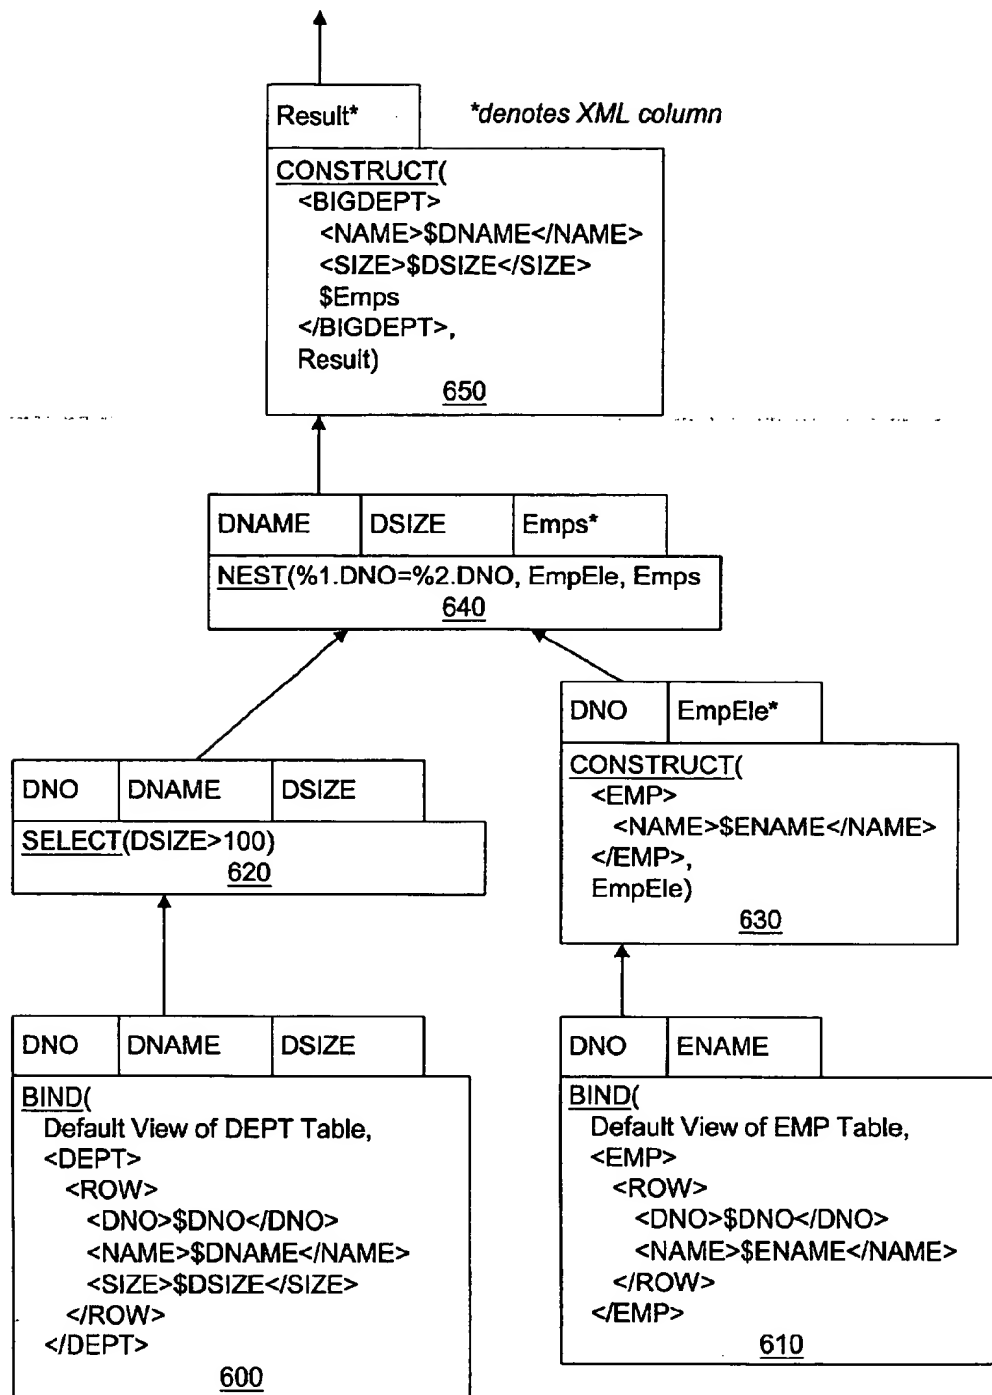 Result*
*denotes XML column
CONSTRUCT(
<BIGDEPT>
<NAME>$DNAME</NAME>
<SIZE>$DSIZE</SIZE>
$Emps
</BIGDEPT>,
Result)
650
DNAME DSIZE Emps*
NEST(%1.DNO=%2.DNO, EmpEle, Emps
640
DNO DNAME DSIZE
SELECT(DSIZE>100)
620
DNO EmpEle*
CONSTRUCT(
<EMP>
<NAME>$ENAME</NAME>
</EMP>,
EmpEle)
630
DNO DNAME DSIZE
BIND(
Default View of DEPT Table,
<DEPT>
<ROW>
<DNO>$DNO</DNO>
<NAME>$DNAME</NAME>
<SIZE>$DSIZE</SIZE>
</ROW>
</DEPT>
600
DNO ENAME
BIND(
Default View of EMP Table,
<EMP>
<ROW>
<DNO>$DNO</DNO>
<NAME>$ENAME</NAME>
</ROW>
</EMP>
610